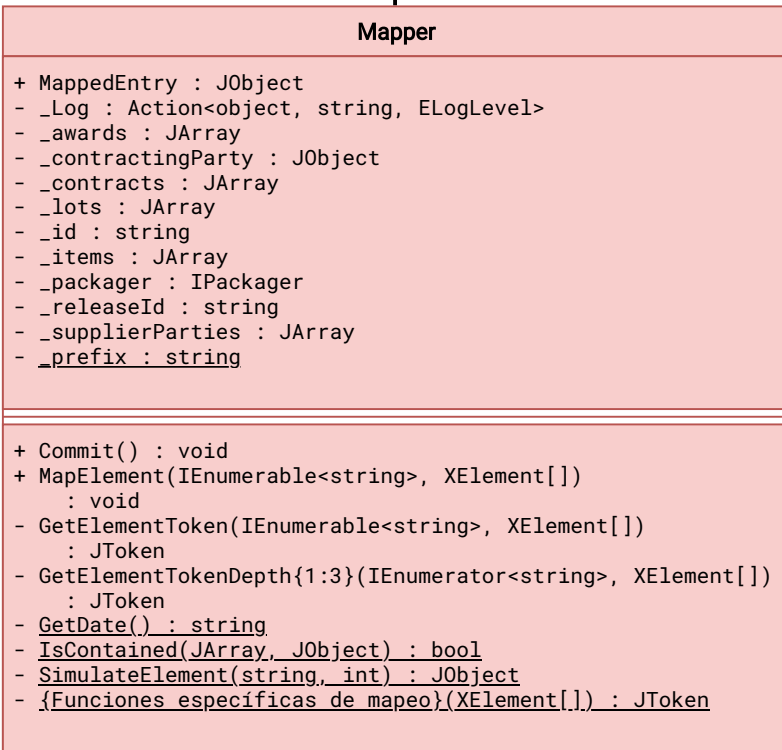 Mapper
+ MappedEntry : JObject
- _Log : Action<object, string, ELogLevel>
- _awards : JArray
- _contractingParty : JObject
- _contracts : JArray
- _lots : JArray
- _id : string
- _items : JArray
- _packager : IPackager
- _releaseId : string
- _supplierParties : JArray
- _prefix : string
+ Commit() : void
+ MapElement(IEnumerable<string>, XElement[])
: void
- GetElementToken(IEnumerable<string>, XElement[])
: JToken
- GetElementTokenDepth{1:3}(IEnumerator<string>, XElement[])
: JToken
- GetDate() : string
- IsContained(JArray, JObject) : bool
- SimulateElement(string, int) : JObject
- {Funciones específicas de mapeo}(XElement[]) : JToken